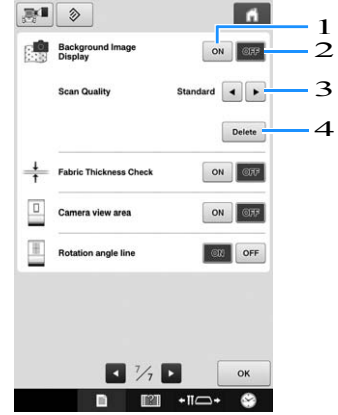 Background Image Display ON OFF
Scan Quality Standard
Delete
Fabric Thickness Check ON OFF
Camera view area ON OFF
Rotation angle line ON OFF
7/7 OK
1
2
3
4